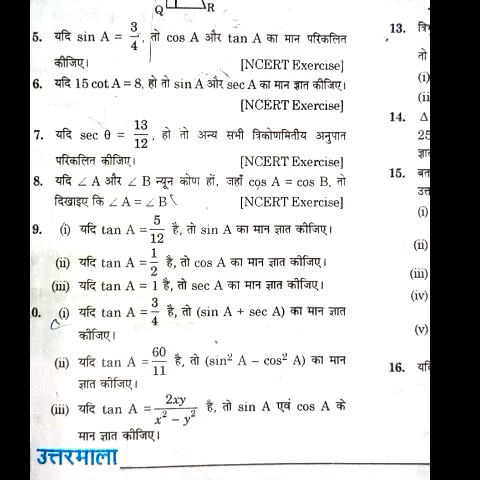 Q R
5. यदि sin A = 3/4, तो cos A और tan A का मान परिकलित
कीजिए। [NCERT Exercise]
6. यदि 15 cot A = 8, हो तो sin A और sec A का मान ज्ञात कीजिए।
[NCERT Exercise]
7. यदि sec θ = 13/12, हो तो अन्य सभी त्रिकोणमितीय अनुपात
परिकलित कीजिए। [NCERT Exercise]
8. यदि ∠ A और ∠ B न्यून कोण हों, जहाँ cos A = cos B, तो
दिखाइए कि ∠ A = ∠ B [NCERT Exercise]
9. (i) यदि tan A = 5/12 है, तो sin A का मान ज्ञात कीजिए।
(ii) यदि tan A = 1/2 है, तो cos A का मान ज्ञात कीजिए।
(iii) यदि tan A = 1 है, तो sec A का मान ज्ञात कीजिए।
0. (i) यदि tan A = 3/4 है, तो (sin A + sec A) का मान ज्ञात
कीजिए।
(ii) यदि tan A = 60/11 है, तो (sin² A − cos² A) का मान
ज्ञात कीजिए।
(iii) यदि tan A = 2xy/x² − y² है, तो sin A एवं cos A के
मान ज्ञात कीजिए।
उत्तरमाला
13.
तो
(i)
(ii
14. Δ
25
15.
(i)
(ii)
(iii)
(iv)
(v)
16.